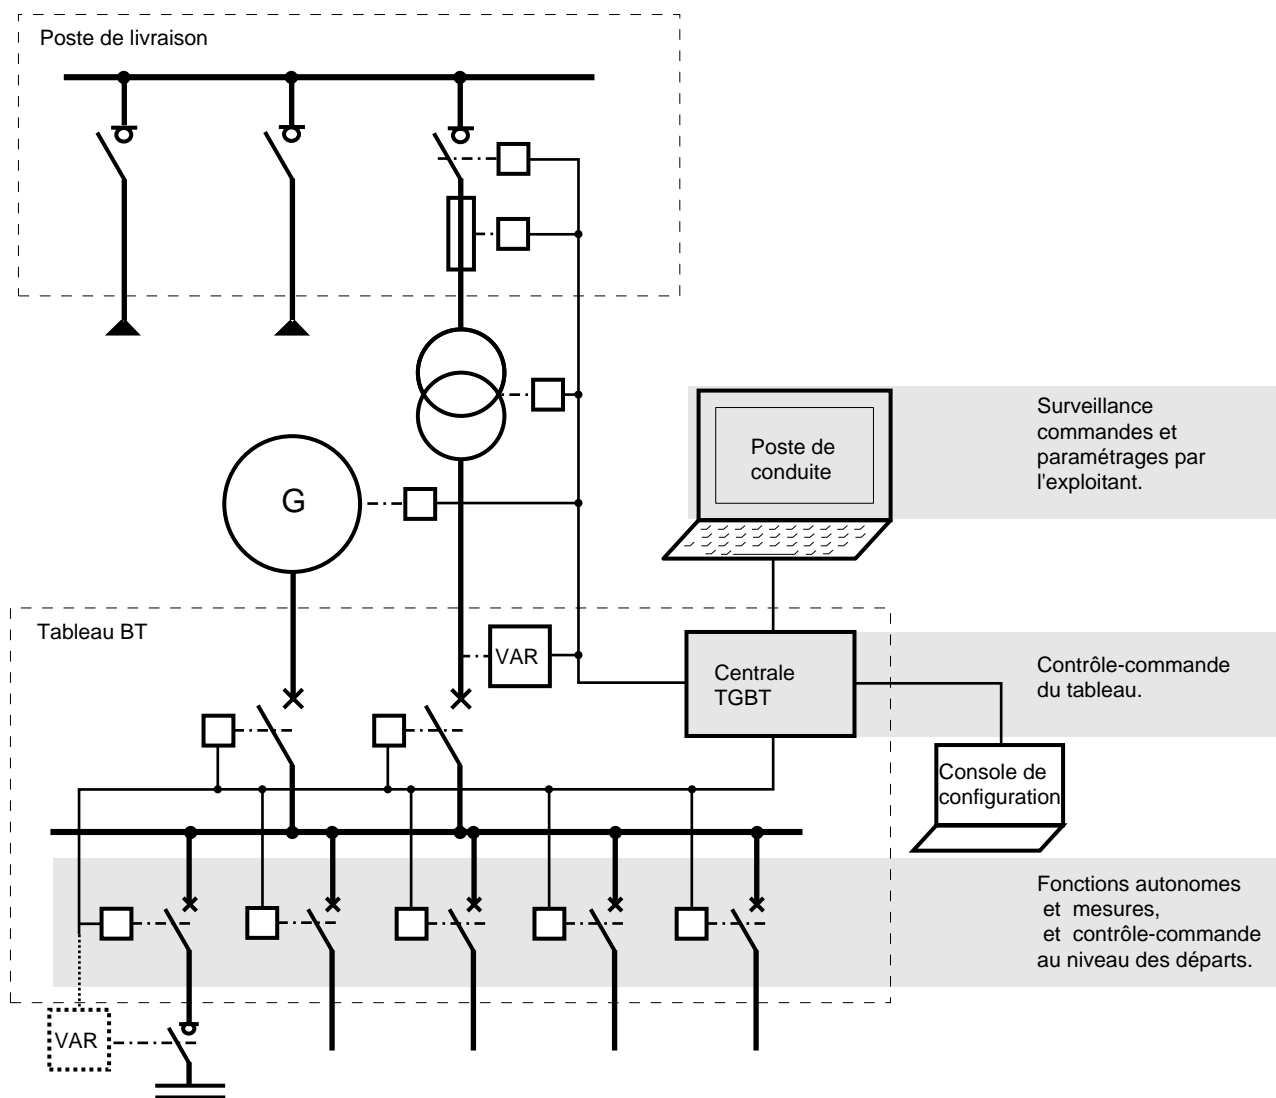 Poste de livraison
Surveillance
commandes et
paramétrages par
l'exploitant.
Poste de
conduite
G
Tableau BT
VAR
Centrale
TGBT
Contrôle-commande
du tableau.
Console de
configuration
Fonctions autonomes
et mesures,
et contrôle-commande
au niveau des départs.
VAR